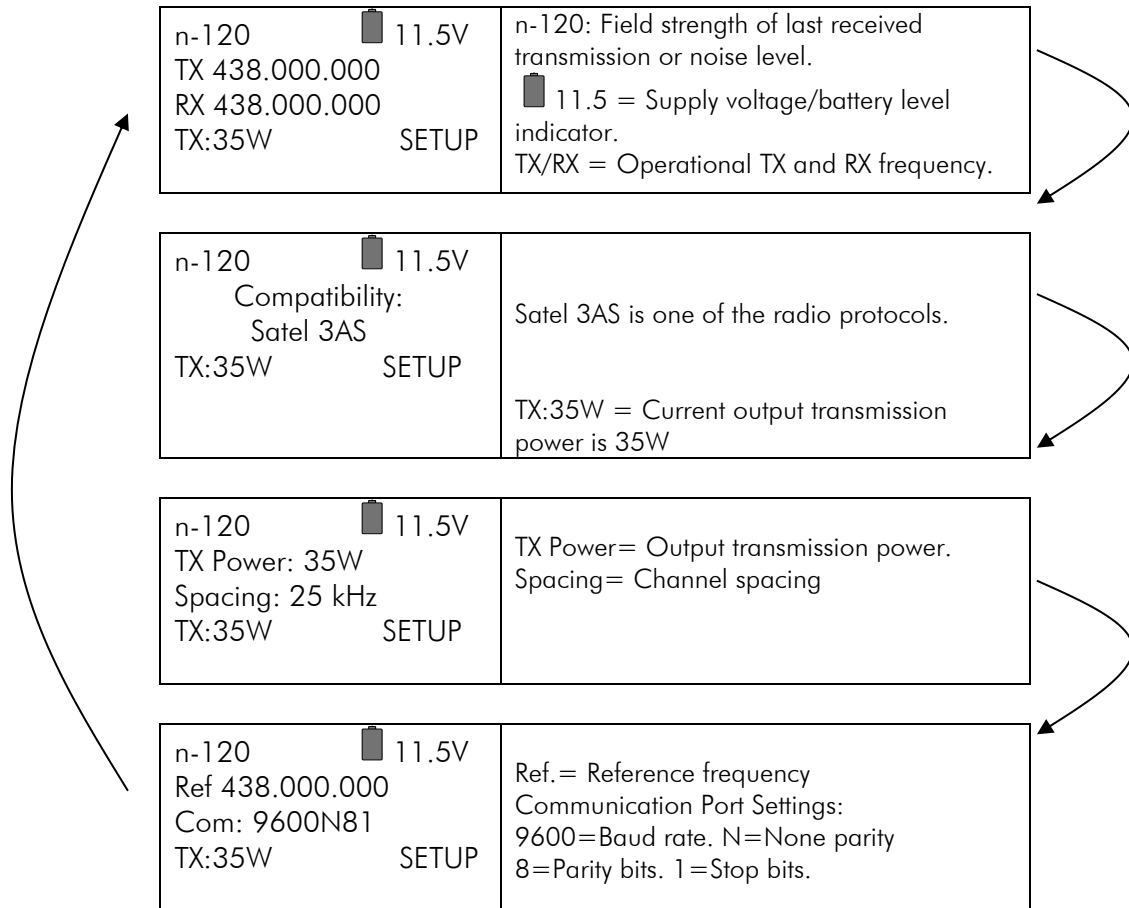 n-120 11.5V
TX 438.000.000
RX 438.000.000
TX:35W SETUP
n-120: Field strength of last received
transmission or noise level.
11.5 = Supply voltage/battery level
indicator.
TX/RX = Operational TX and RX frequency.
n-120 11.5V
Compatibility:
Satel 3AS
TX:35W SETUP
Satel 3AS is one of the radio protocols.
TX:35W = Current output transmission
power is 35W
n-120 11.5V
TX Power: 35W
Spacing: 25 kHz
TX:35W SETUP
TX Power= Output transmission power.
Spacing= Channel spacing
n-120 11.5V
Ref 438.000.000
Com: 9600N81
TX:35W SETUP
Ref.= Reference frequency
Communication Port Settings:
9600=Baud rate. N=None parity
8=Parity bits. 1=Stop bits.